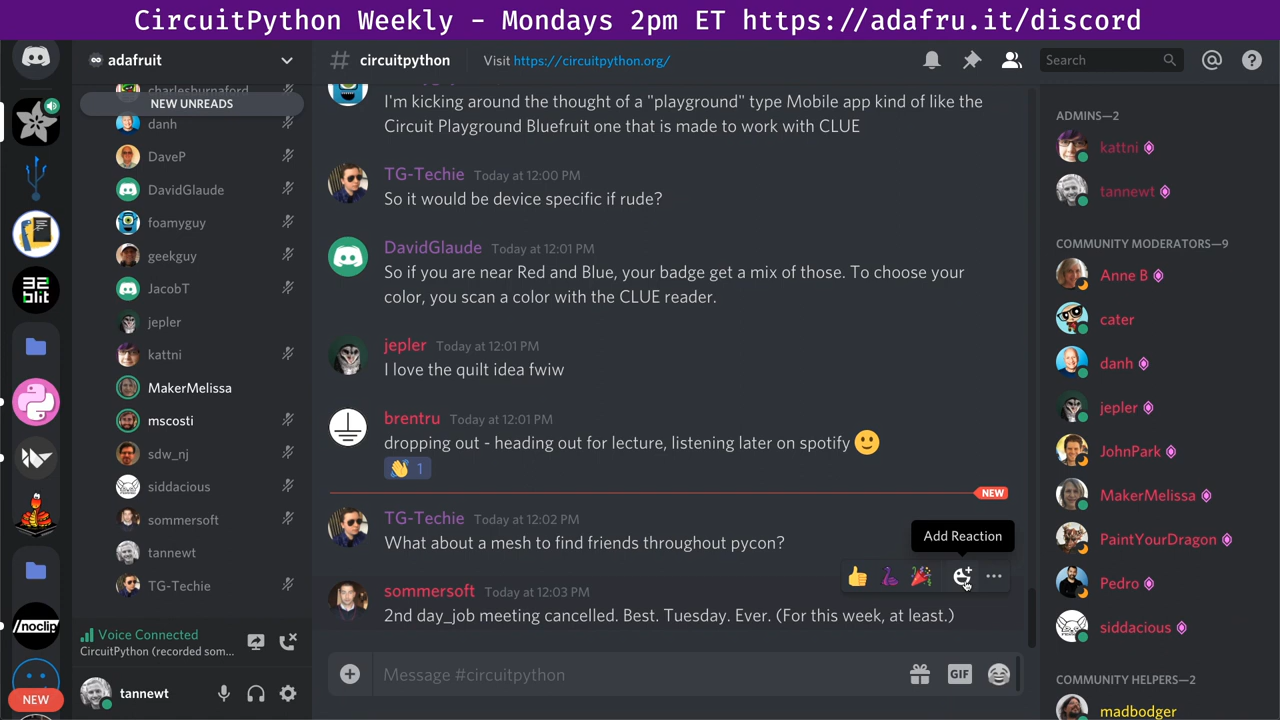 CircuitPython Weekly - Mondays 2pm ET https://adafru.it/discord
adafruit
charlesburnaford
NEW UNREADS
danh
DaveP
DavidGlaude
foamyguy
geekguy
JacobT
jepler
kattni
MakerMelissa
mscosti
sdw_nj
siddacious
sommersoft
tannewt
TG-Techie
Voice Connected
CircuitPython (recorded som...
tannewt
32
blit
/noclip
NEW
# circuitpython
Visit https://circuitpython.org/
Search
I'm kicking around the thought of a "playground" type Mobile app kind of like the
Circuit Playground Bluefruit one that is made to work with CLUE
TG-Techie Today at 12:00 PM
So it would be device specific if rude?
DavidGlaude Today at 12:01 PM
So if you are near Red and Blue, your badge get a mix of those. To choose your
color, you scan a color with the CLUE reader.
jepler Today at 12:01 PM
I love the quilt idea fwiw
brentru Today at 12:01 PM
dropping out - heading out for lecture, listening later on spotify 🙂
👏 1
NEW
TG-Techie Today at 12:02 PM
What about a mesh to find friends throughout pycon?
Add Reaction
sommersoft Today at 12:03 PM
2nd day_job meeting cancelled. Best. Tuesday. Ever. (For this week, at least.)
Message #circuitpython
GIF
ADMINS—2
kattni
tannewt
COMMUNITY MODERATORS—9
Anne B
cater
danh
jepler
JohnPark
MakerMelissa
PaintYourDragon
Pedro
siddacious
COMMUNITY HELPERS—2
madbodger